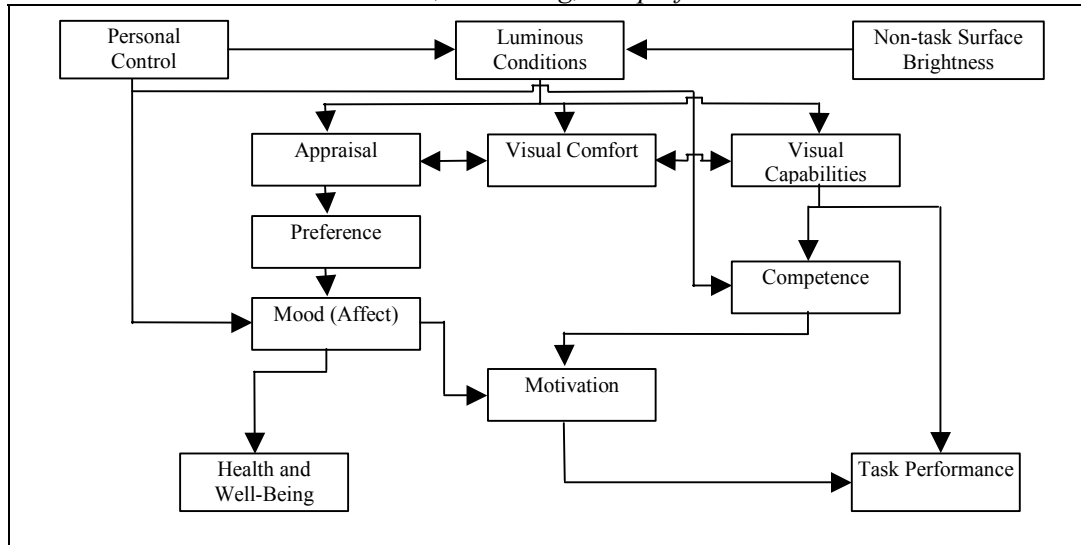 Personal
Control
Luminous
Conditions
Non-task Surface
Brightness
Appraisal
Visual Comfort
Visual
Capabilities
Preference
Competence
Mood (Affect)
Motivation
Health and
Well-Being
Task Performance